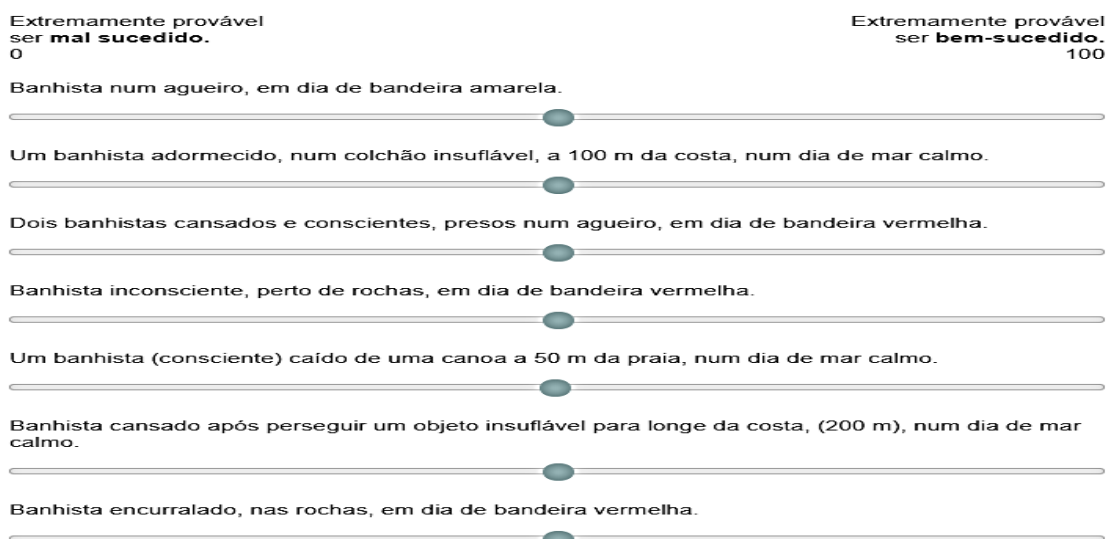 Extremamente provável
ser mal sucedido.
0
Extremamente provável
ser bem-sucedido.
100
Banhista num agueiro, em dia de bandeira amarela.
Um banhista adormecido, num colchão insuflável, a 100 m da costa, num dia de mar calmo.
Dois banhistas cansados e conscientes, presos num agueiro, em dia de bandeira vermelha.
Banhista inconsciente, perto de rochas, em dia de bandeira vermelha.
Um banhista (consciente) caído de uma canoa a 50 m da praia, num dia de mar calmo.
Banhista cansado após perseguir um objeto insuflável para longe da costa, (200 m), num dia de mar
calmo.
Banhista encurralado, nas rochas, em dia de bandeira vermelha.